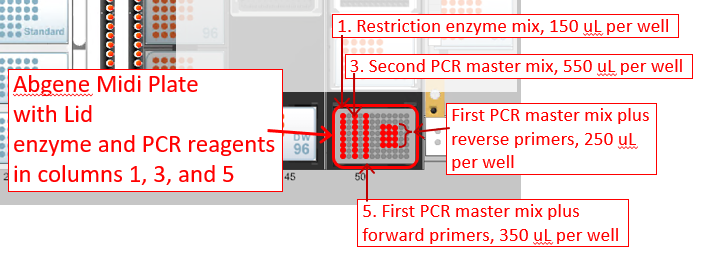 1. Restriction enzyme mix, 150 uL per well
Standard
96
3. Second PCR master mix, 550 uL per well
Abgene Midi Plate
with Lid
enzyme and PCR reagents
in columns 1, 3, and 5
First PCR master mix plus
reverse primers, 250 uL
per well
DW
96
45
50
5. First PCR master mix plus
forward primers, 350 uL per well